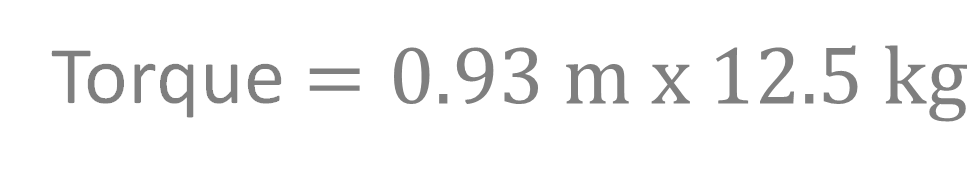 Torque = 0.93 m x 12.5 kg